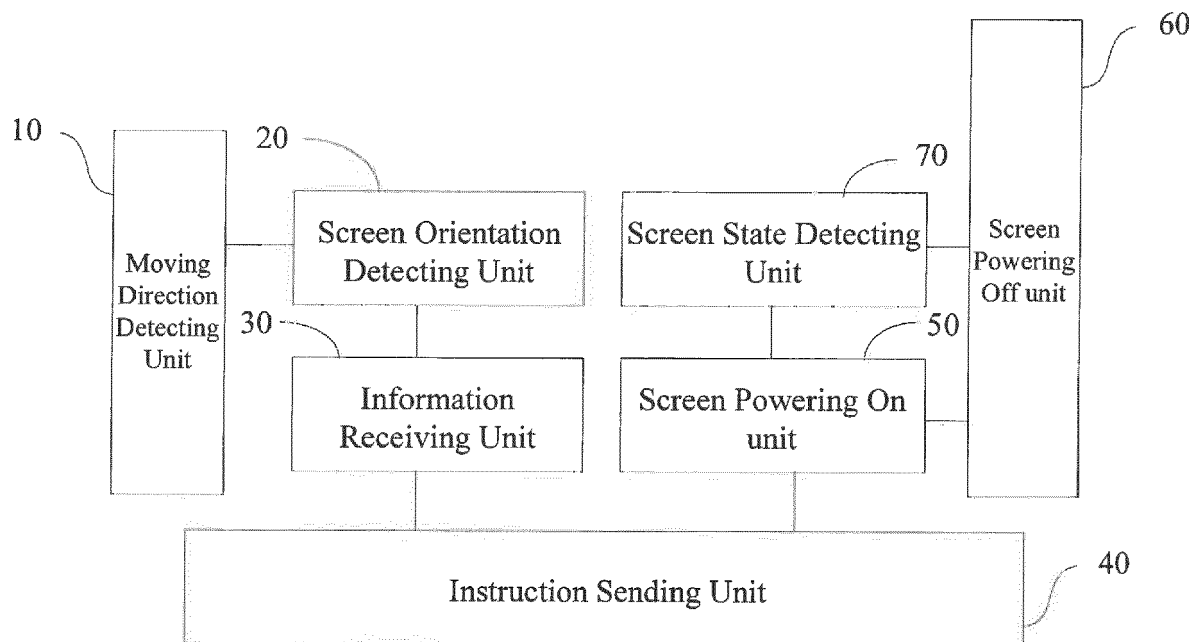 60
10
20
70
Screen Orientation
Detecting Unit
Screen State Detecting
Unit
Screen
Powering
Off unit
Moving
Direction
Detecting
Unit
30
50
Information
Receiving Unit
Screen Powering On
unit
Instruction Sending Unit
40